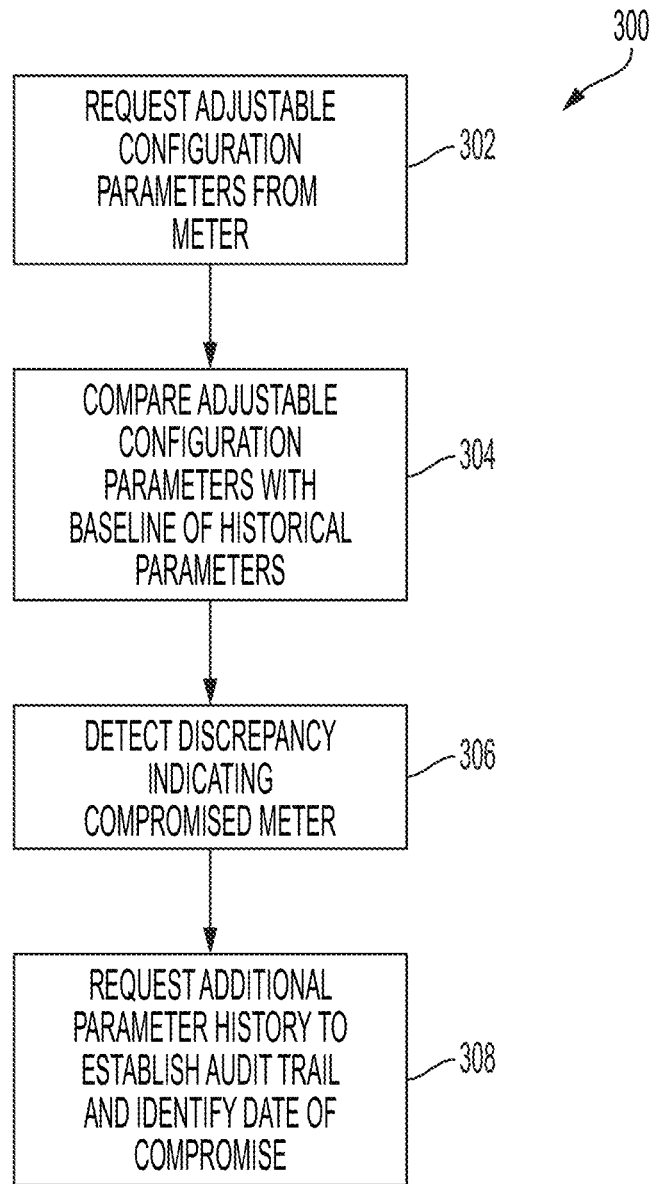 300
REQUEST ADJUSTABLE
CONFIGURATION
PARAMETERS FROM
METER
302
COMPARE ADJUSTABLE
CONFIGURATION
PARAMETERS WITH
BASELINE OF HISTORICAL
PARAMETERS
304
DETECT DISCREPANCY
INDICATING
COMPROMISED METER
306
REQUEST ADDITIONAL
PARAMETER HISTORY TO
ESTABLISH AUDIT TRAIL
AND IDENTIFY DATE OF
COMPROMISE
308